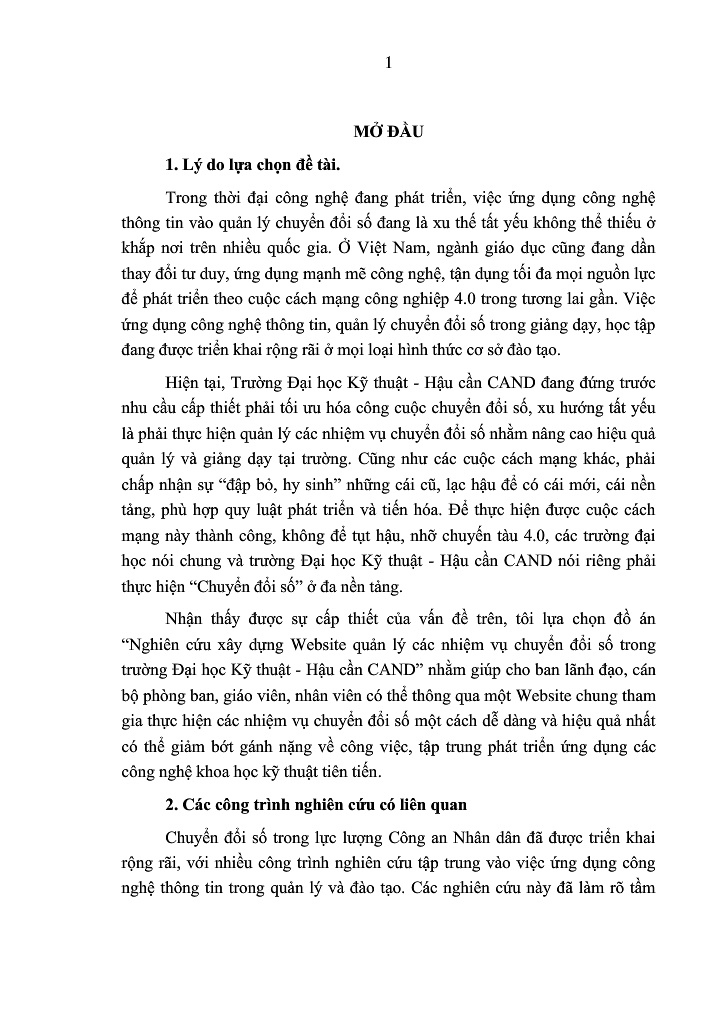 1
MỞ ĐẦU
1. Lý do lựa chọn đề tài.
Trong thời đại công nghệ đang phát triển, việc ứng dụng công nghệ
thông tin vào quản lý chuyển đổi số đang là xu thế tất yếu không thể thiếu ở
khắp nơi trên nhiều quốc gia. Ở Việt Nam, ngành giáo dục cũng đang dần
thay đổi tư duy, ứng dụng mạnh mẽ công nghệ, tận dụng tối đa mọi nguồn lực
để phát triển theo cuộc cách mạng công nghiệp 4.0 trong tương lai gần. Việc
ứng dụng công nghệ thông tin, quản lý chuyển đổi số trong giảng dạy, học tập
đang được triển khai rộng rãi ở mọi loại hình thức cơ sở đào tạo.
Hiện tại, Trường Đại học Kỹ thuật - Hậu cần CAND đang đứng trước
nhu cầu cấp thiết phải tối ưu hóa công cuộc chuyển đổi số, xu hướng tất yếu
là phải thực hiện quản lý các nhiệm vụ chuyển đổi số nhằm nâng cao hiệu quả
quản lý và giảng dạy tại trường. Cũng như các cuộc cách mạng khác, phải
chấp nhận sự “đập bỏ, hy sinh” những cái cũ, lạc hậu để có cái mới, cái nền
tảng, phù hợp quy luật phát triển và tiến hóa. Để thực hiện được cuộc cách
mạng này thành công, không để tụt hậu, nhỡ chuyến tàu 4.0, các trường đại
học nói chung và trường Đại học Kỹ thuật - Hậu cần CAND nói riêng phải
thực hiện “Chuyển đổi số” ở đa nền tảng.
Nhận thấy được sự cấp thiết của vấn đề trên, tôi lựa chọn đồ án
“Nghiên cứu xây dựng Website quản lý các nhiệm vụ chuyển đổi số trong
trường Đại học Kỹ thuật - Hậu cần CAND” nhằm giúp cho ban lãnh đạo, cán
bộ phòng ban, giáo viên, nhân viên có thể thông qua một Website chung tham
gia thực hiện các nhiệm vụ chuyển đổi số một cách dễ dàng và hiệu quả nhất
có thể giảm bớt gánh nặng về công việc, tập trung phát triển ứng dụng các
công nghệ khoa học kỹ thuật tiên tiến.
2. Các công trình nghiên cứu có liên quan
Chuyển đổi số trong lực lượng Công an Nhân dân đã được triển khai
rộng rãi, với nhiều công trình nghiên cứu tập trung vào việc ứng dụng công
nghệ thông tin trong quản lý và đào tạo. Các nghiên cứu này đã làm rõ tầm